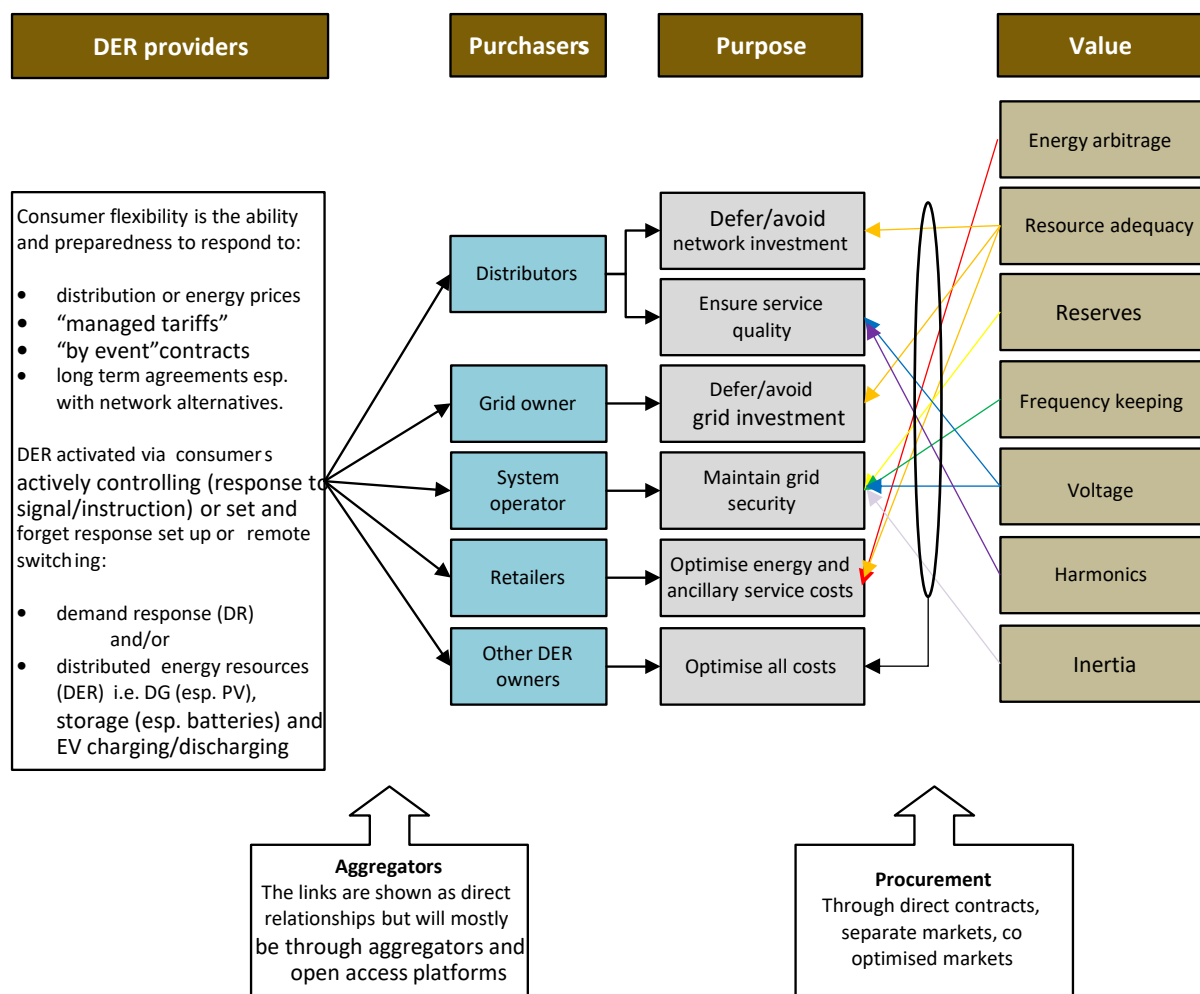 DER providers
Purchasers
Purpose
Value
Consumer flexibility is the ability
and preparedness to respond to:
• distribution or energy prices
• “managed tariffs”
• “by event”contracts
• long term agreements esp.
with network alternatives.
DER activated via consumers
actively controlling (response to
signal/instruction) or set and
forget response set up or remote
switching:
• demand response (DR)
and/or
• distributed energy resources
(DER) i.e. DG (esp. PV),
storage (esp. batteries) and
EV charging/discharging
Distributors
Grid owner
System
operator
Retailers
Other DER
owners
Defer/avoid
network investment
Ensure service
quality
Defer/avoid
grid investment
Maintain grid
security
Optimise energy and
ancillary service costs
Optimise all costs
Energy arbitrage
Resource adequacy
Reserves
Frequency keeping
Voltage
Harmonics
Inertia
Aggregators
The links are shown as direct
relationships but will mostly
be through aggregators and
open access platforms
Procurement
Through direct contracts,
separate markets, co
optimised markets